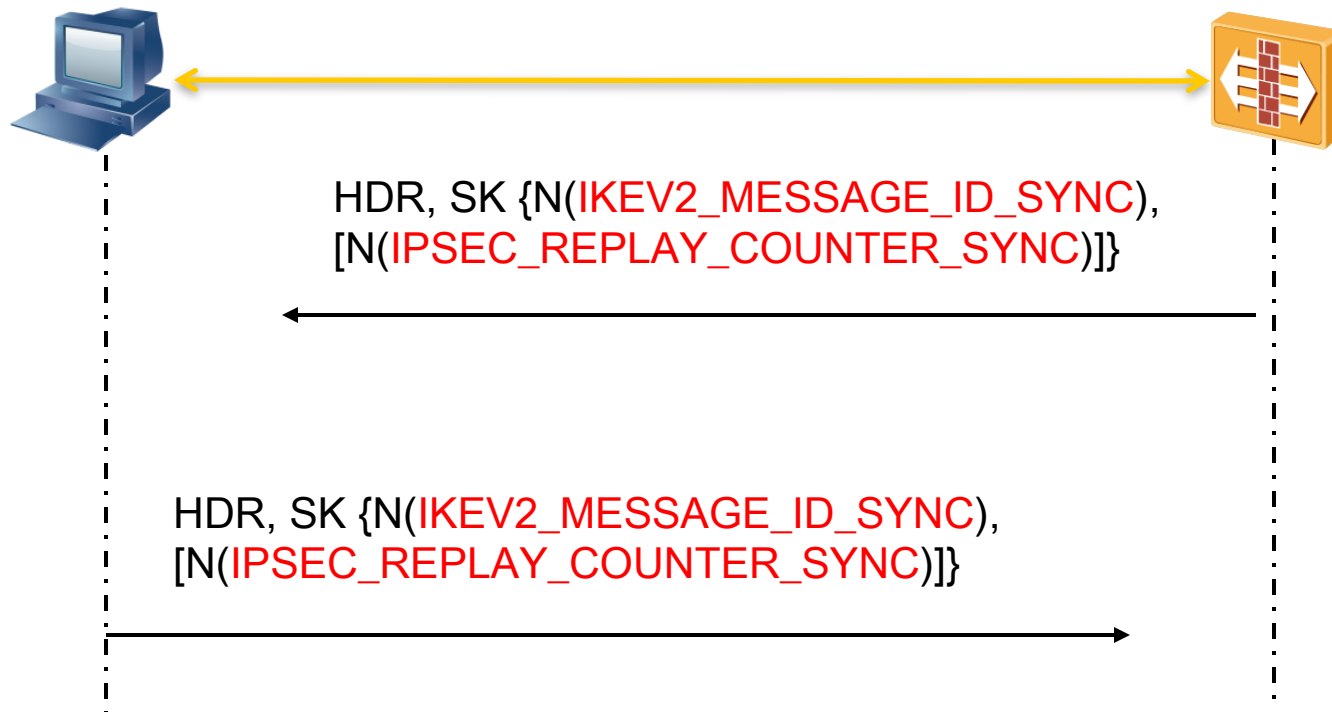 HDR, SK {N(IKEV2_MESSAGE_ID_SYNC),
[N(IPSEC_REPLAY_COUNTER_SYNC)]}
HDR, SK {N(IKEV2_MESSAGE_ID_SYNC),
[N(IPSEC_REPLAY_COUNTER_SYNC)]}